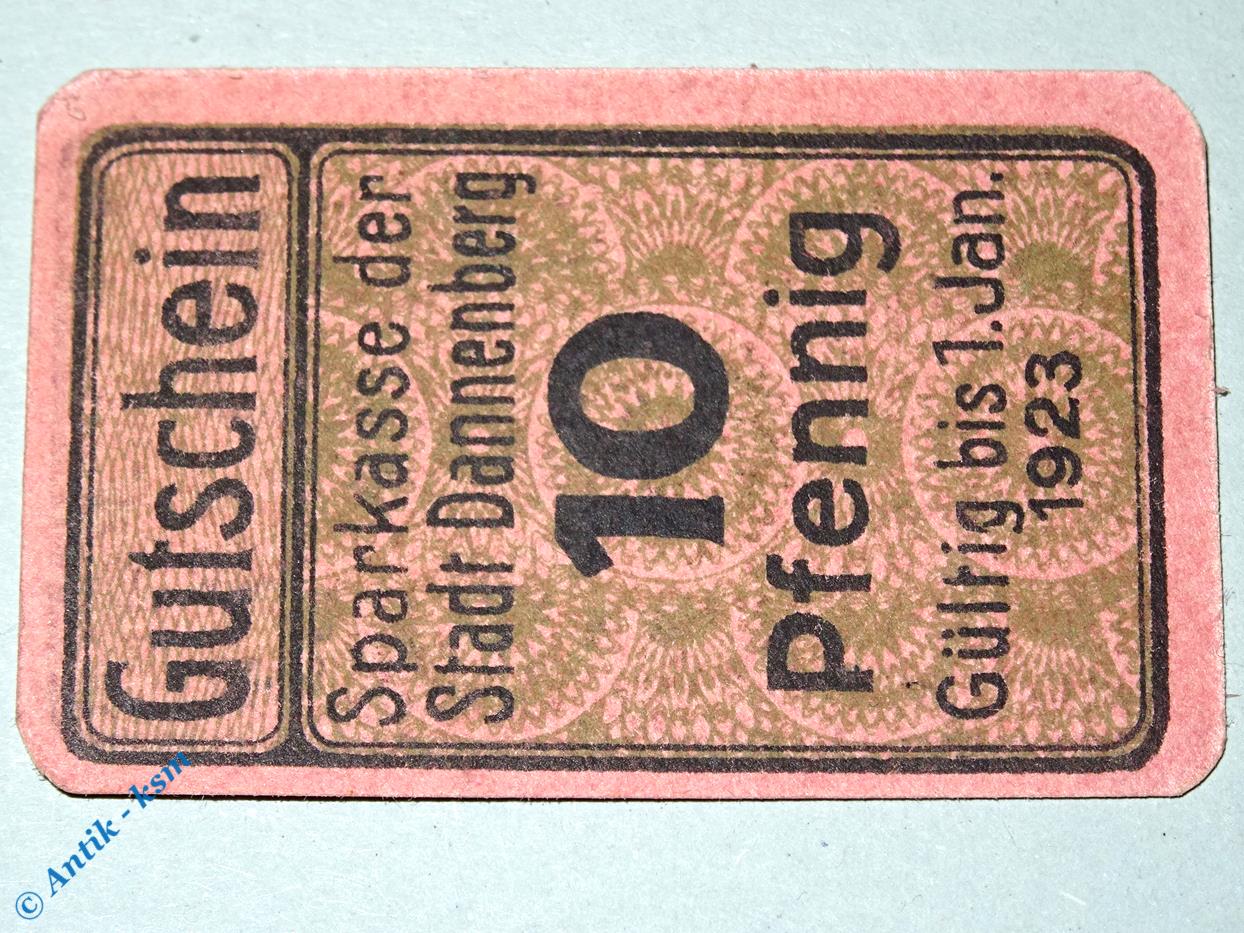 Gutschein
Sparkasse der
Stadt Dannenberg
10
Pfennig
Gültig bis 1. Jan.
1923
© Antik - ksm